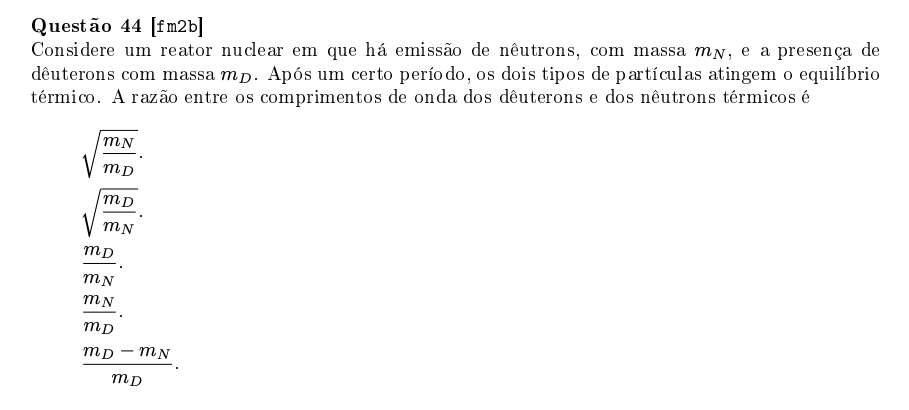 Questão 44 [fm2b]
Considere um reator nuclear em que há emissão de nêutrons, com massa $m_N$, e a presença de
dêuterons com massa $m_D$. Após um certo período, os dois tipos de partículas atingem o equilíbrio
térmico. A razão entre os comprimentos de onda dos dêuterons e dos nêutrons térmicos é
$\sqrt{\frac{m_N}{m_D}}$.
$\sqrt{\frac{m_D}{m_N}}$.
$\frac{m_D}{m_N}$.
$\frac{m_N}{m_D}$.
$\frac{m_D - m_N}{m_D}$.